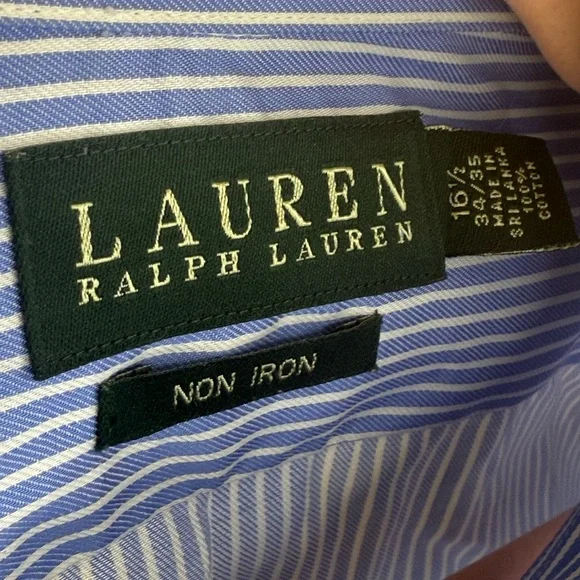 LAUREN
RALPH LAUREN
NON IRON
16½
34/35
MADE IN
SRI LANKA
100%
COTTON